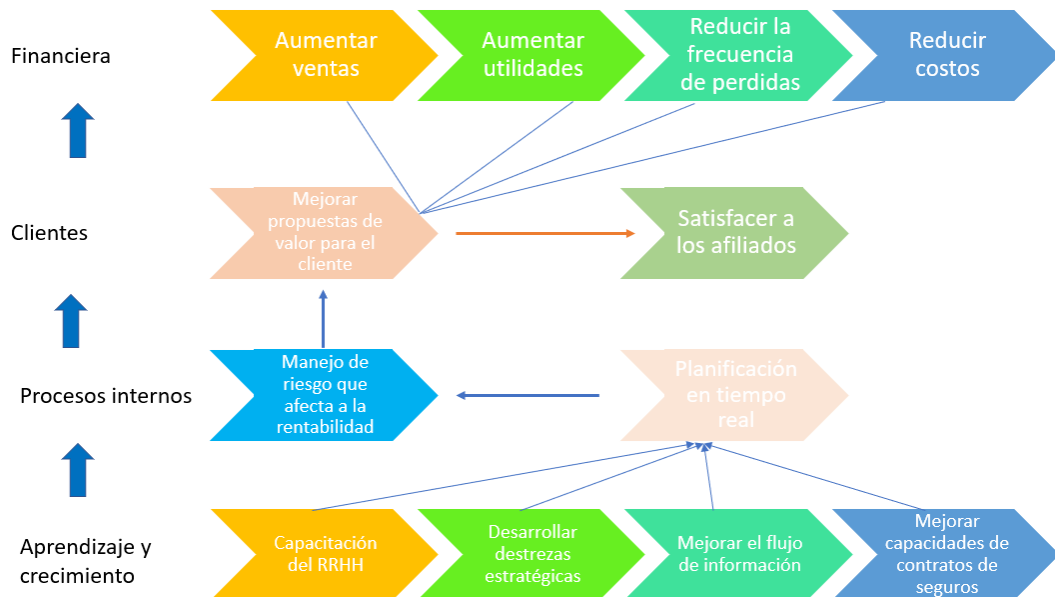 Financiera
Aumentar
ventas
Aumentar
utilidades
Reducir la
frecuencia
de perdidas
Reducir
costos
Clientes
Mejorar
propuestas de
valor para el
cliente
Satisfacer a
los afiliados
Procesos internos
Manejo de
riesgo que
afecta a la
rentabilidad
Planificación
en tiempo
real
Aprendizaje y
crecimiento
Capacitación
del RRHH
Desarrollar
destrezas
estratégicas
Mejorar el flujo
de información
Mejorar
capacidades de
contratos de
seguros